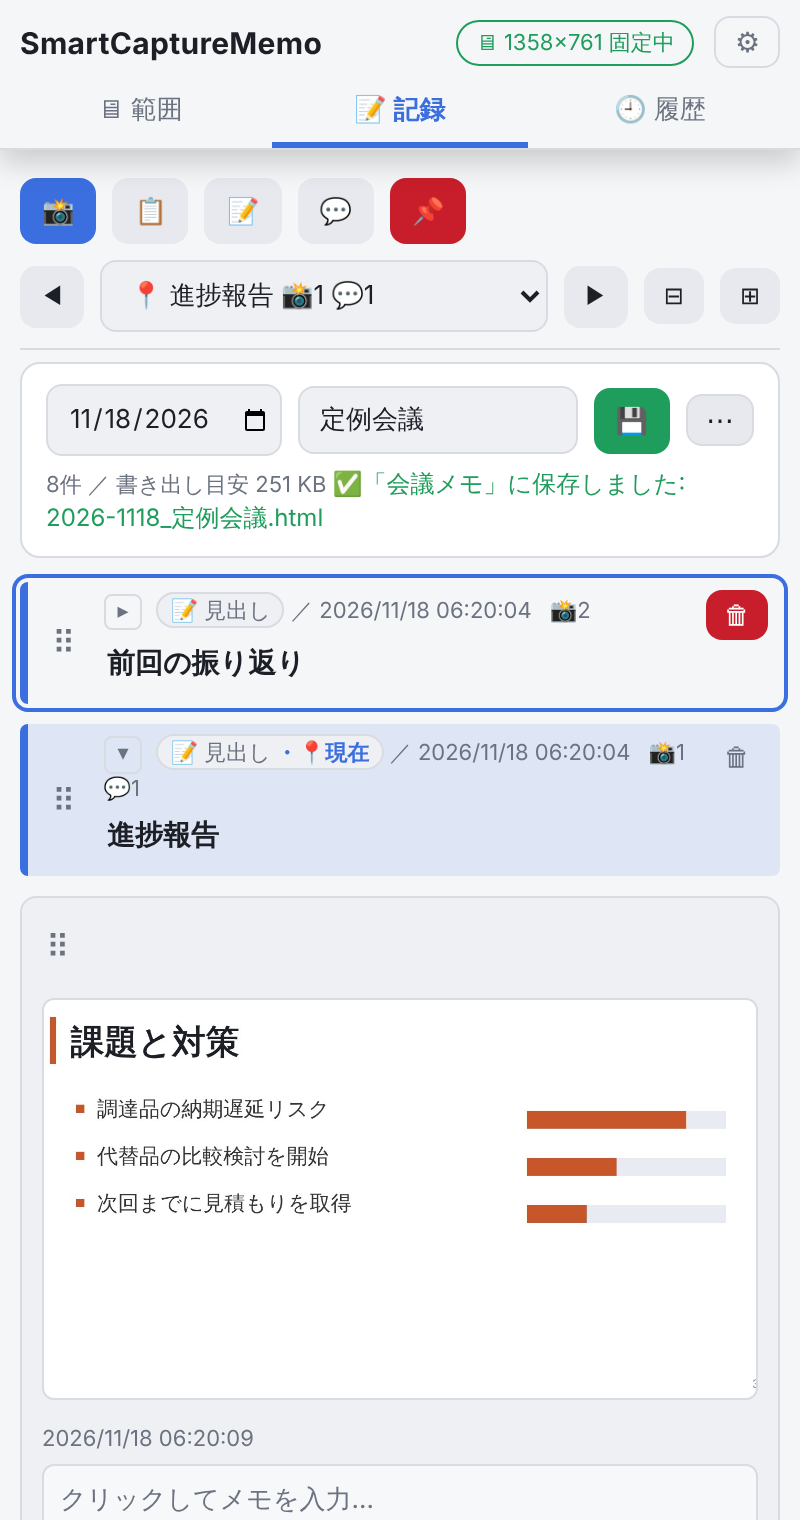 SmartCaptureMemo
🖥 1358×761 固定中
⚙
🖥 範囲
📝 記録
🕘 履歴
📸 📋 📝 💬 📌
◀ 📍 進捗報告 📸1 💬1 ▶ ⊟ ⊞
11/18/2026
定例会議
💾 …
8件 ／ 書き出し目安 251 KB ✅「会議メモ」に保存しました:
2026-1118_定例会議.html
▶ 📝 見出し ／ 2026/11/18 06:20:04 📸2 🗑
前回の振り返り
▼ 📝 見出し ・📍現在 ／ 2026/11/18 06:20:04 📸1 🗑
💬1
進捗報告
課題と対策
調達品の納期遅延リスク
代替品の比較検討を開始
次回までに見積もりを取得
2026/11/18 06:20:09
クリックしてメモを入力…